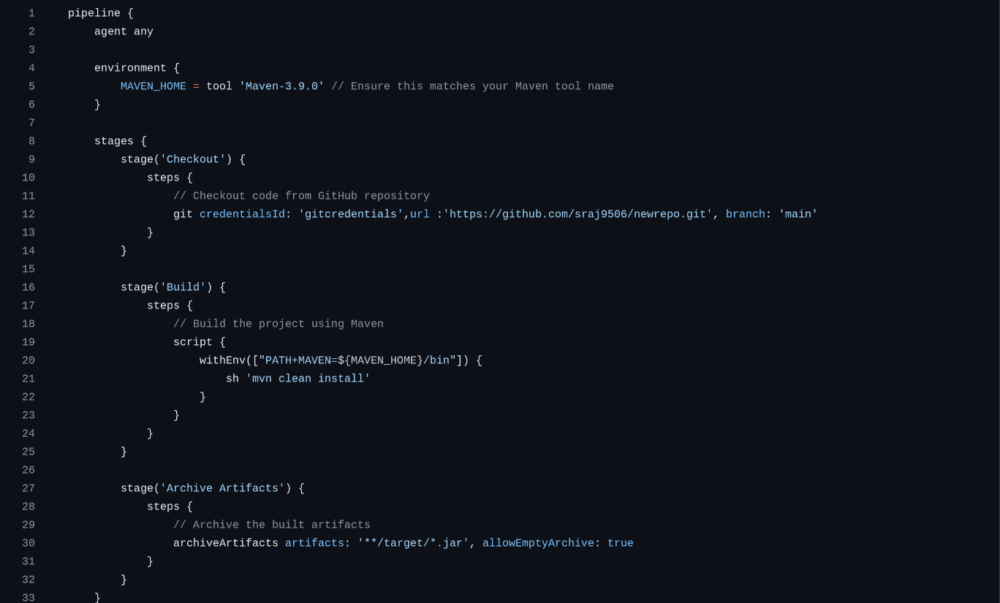 1 pipeline {
2 agent any
3
4 environment {
5 MAVEN_HOME = tool 'Maven-3.9.0' // Ensure this matches your Maven tool name
6 }
7
8 stages {
9 stage('Checkout') {
10 steps {
11 // Checkout code from GitHub repository
12 git credentialsId: 'gitcredentials',url :'https://github.com/sraj9506/newrepo.git', branch: 'main'
13 }
14 }
15
16 stage('Build') {
17 steps {
18 // Build the project using Maven
19 script {
20 withEnv(["PATH+MAVEN=${MAVEN_HOME}/bin"]) {
21 sh 'mvn clean install'
22 }
23 }
24 }
25 }
26
27 stage('Archive Artifacts') {
28 steps {
29 // Archive the built artifacts
30 archiveArtifacts artifacts: '**/target/*.jar', allowEmptyArchive: true
31 }
32 }
33 }